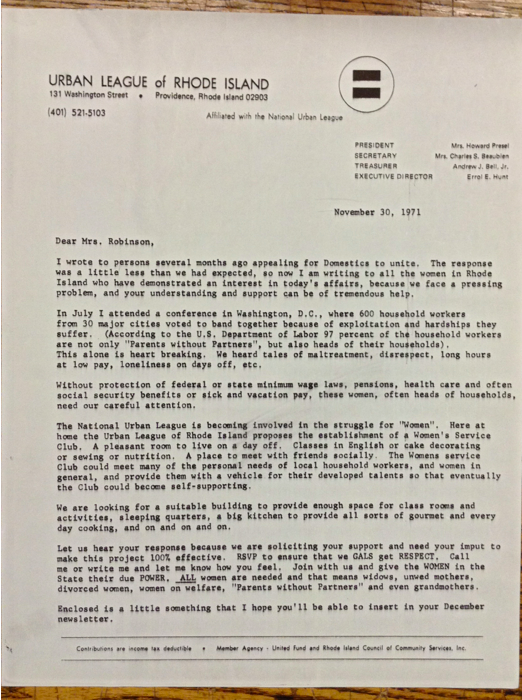 URBAN LEAGUE of RHODE ISLAND
131 Washington Street • Providence, Rhode Island 02903
(401) 521-5103
Affiliated with the National Urban League
PRESIDENT Mrs. Howard Presel
SECRETARY Mrs. Charles S. Beaubien
TREASURER Andrew J. Bell, Jr.
EXECUTIVE DIRECTOR Errol E. Hunt
November 30, 1971
Dear Mrs. Robinson,
I wrote to persons several months ago appealing for Domestics to unite. The response
was a little less than we had expected, so now I am writing to all the women in Rhode
Island who have demonstrated an interest in today's affairs, because we face a pressing
problem, and your understanding and support can be of tremendous help.
In July I attended a conference in Washington, D.C., where 600 household workers
from 30 major cities voted to band together because of exploitation and hardships they
suffer. (According to the U.S. Department of Labor 97 percent of the household workers
are not only "Parents without Partners", but also heads of their households).
This alone is heart breaking. We heard tales of maltreatment, disrespect, long hours
at low pay, loneliness on days off, etc.
Without protection of federal or state minimum wage laws, pensions, health care and often
social security benefits or sick and vacation pay, these women, often heads of households,
need our careful attention.
The National Urban League is becoming involved in the struggle for "Women". Here at
home the Urban League of Rhode Island proposes the establishment of a Women's Service
Club. A pleasant room to live on a day off. Classes in English or cake decorating
or sewing or nutrition. A place to meet with friends socially. The Womens service
Club could meet many of the personal needs of local household workers, and women in
general, and provide them with a vehicle for their developed talents so that eventually
the Club could become self-supporting.
We are looking for a suitable building to provide enough space for class rooms and
activities, sleeping quarters, a big kitchen to provide all sorts of gourmet and every
day cooking, and on and on and on.
Let us hear your response because we are soliciting your support and need your imput to
make this project 100% effective. RSVP to ensure that we GALS get RESPECT. Call
me or write me and let me know how you feel. Join with us and give the WOMEN in the
State their due POWER. ALL women are needed and that means widows, unwed mothers,
divorced women, women on welfare, "Parents without Partners" and even grandmothers.
Enclosed is a little something that I hope you'll be able to insert in your December
newsletter.
Contributions are income tax deductible • Member Agency - United Fund and Rhode Island Council of Community Services, Inc.